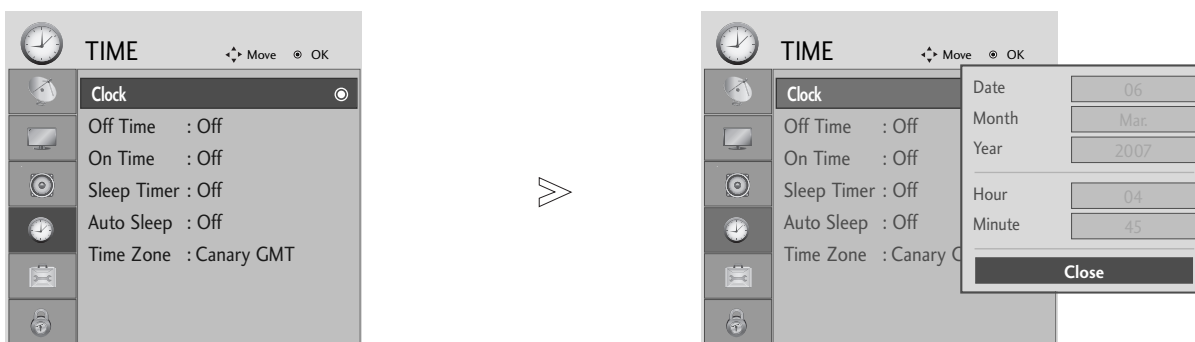 TIME Move OK
Clock
Off Time : Off
On Time : Off
Sleep Timer : Off
Auto Sleep : Off
Time Zone : Canary GMT
TIME Move OK
Clock
Off Time : Off
On Time : Off
Sleep Timer : Off
Auto Sleep : Off
Time Zone : Canary G
Date 06
Month Mar.
Year 2007
Hour 04
Minute 45
Close